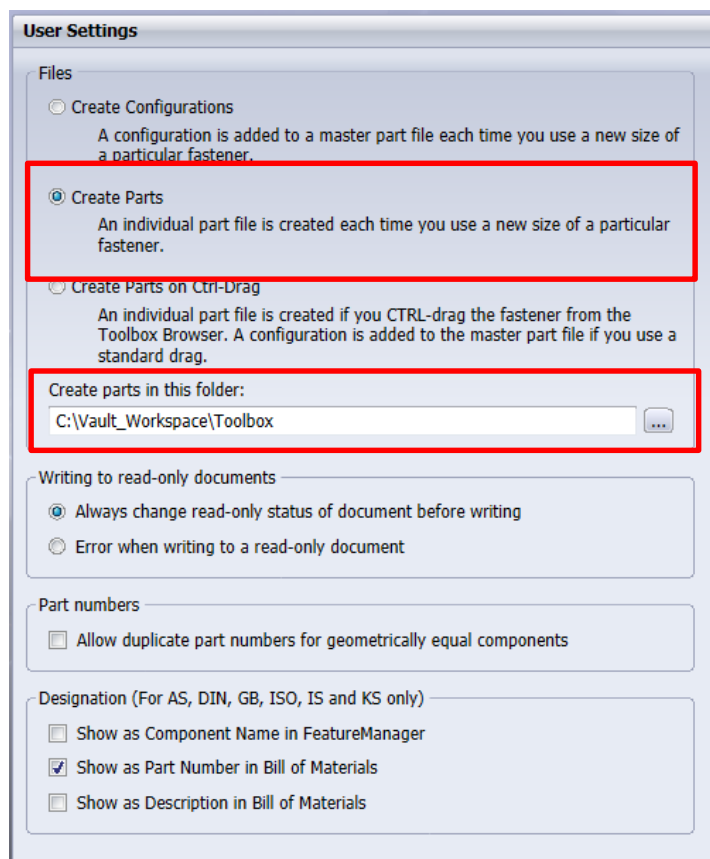 User Settings
Files
Create Configurations
A configuration is added to a master part file each time you use a new size of
a particular fastener.
Create Parts
An individual part file is created each time you use a new size of a particular
fastener.
Create Parts on Ctrl-Drag
An individual part file is created if you CTRL-drag the fastener from the
Toolbox Browser. A configuration is added to the master part file if you use a
standard drag.
Create parts in this folder:
C:\Vault_Workspace\Toolbox
...
Writing to read-only documents
Always change read-only status of document before writing
Error when writing to a read-only document
Part numbers
Allow duplicate part numbers for geometrically equal components
Designation (For AS, DIN, GB, ISO, IS and KS only)
Show as Component Name in FeatureManager
Show as Part Number in Bill of Materials
Show as Description in Bill of Materials